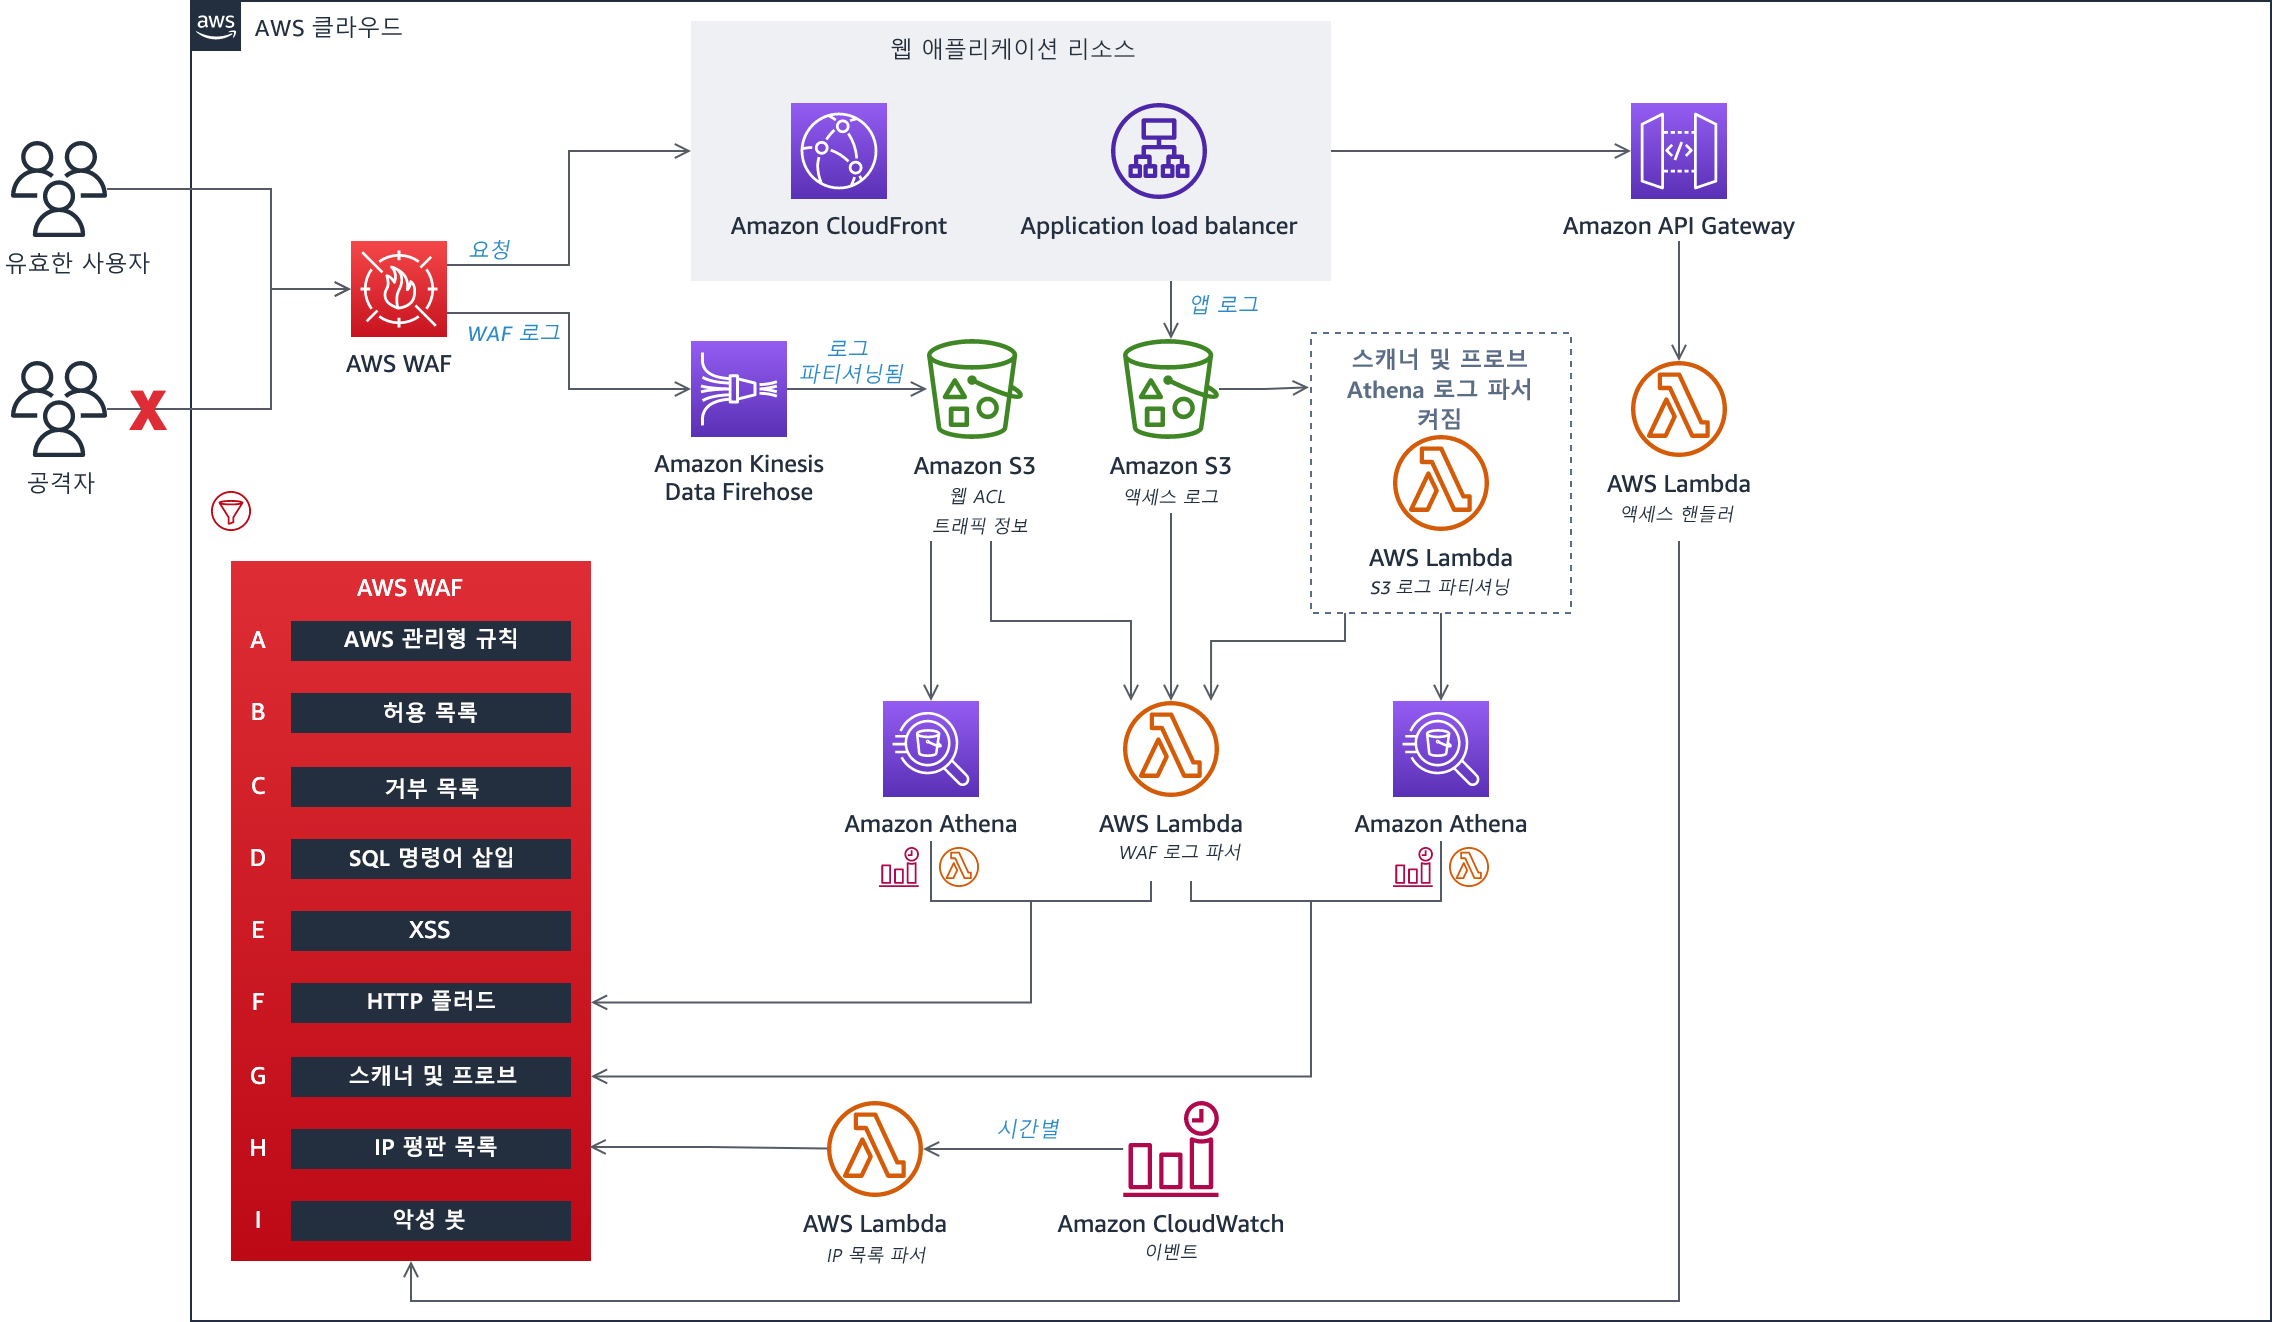 aws
AWS 클라우드
웹 애플리케이션 리소스
Amazon CloudFront
Application load balancer
Amazon API Gateway
유효한 사용자
요청
WAF 로그
AWS WAF
앱 로그
X
공격자
로그
파티셔닝됨
Amazon Kinesis
Data Firehose
Amazon S3
웹 ACL
트래픽 정보
Amazon S3
액세스 로그
스캐너 및 프로브
Athena 로그 파서
켜짐
AWS Lambda
S3 로그 파티셔닝
AWS Lambda
액세스 핸들러
Amazon Athena
AWS Lambda
WAF 로그 파서
Amazon Athena
AWS WAF
A AWS 관리형 규칙
B 허용 목록
C 거부 목록
D SQL 명령어 삽입
E XSS
F HTTP 플러드
G 스캐너 및 프로브
H IP 평판 목록
I 악성 봇
시간별
AWS Lambda
IP 목록 파서
Amazon CloudWatch
이벤트